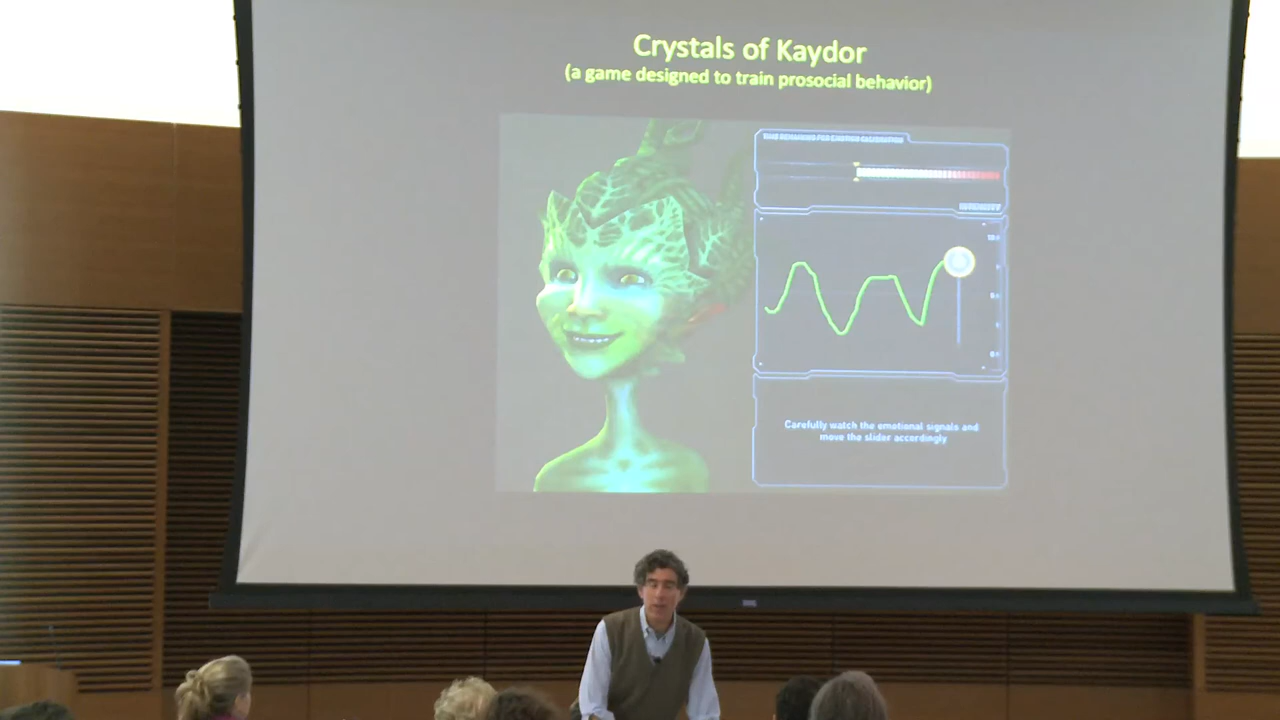 Crystals of Kaydor
(a game designed to train prosocial behavior)
INTENSITY
Carefully watch the emotional signals and
move the slider accordingly